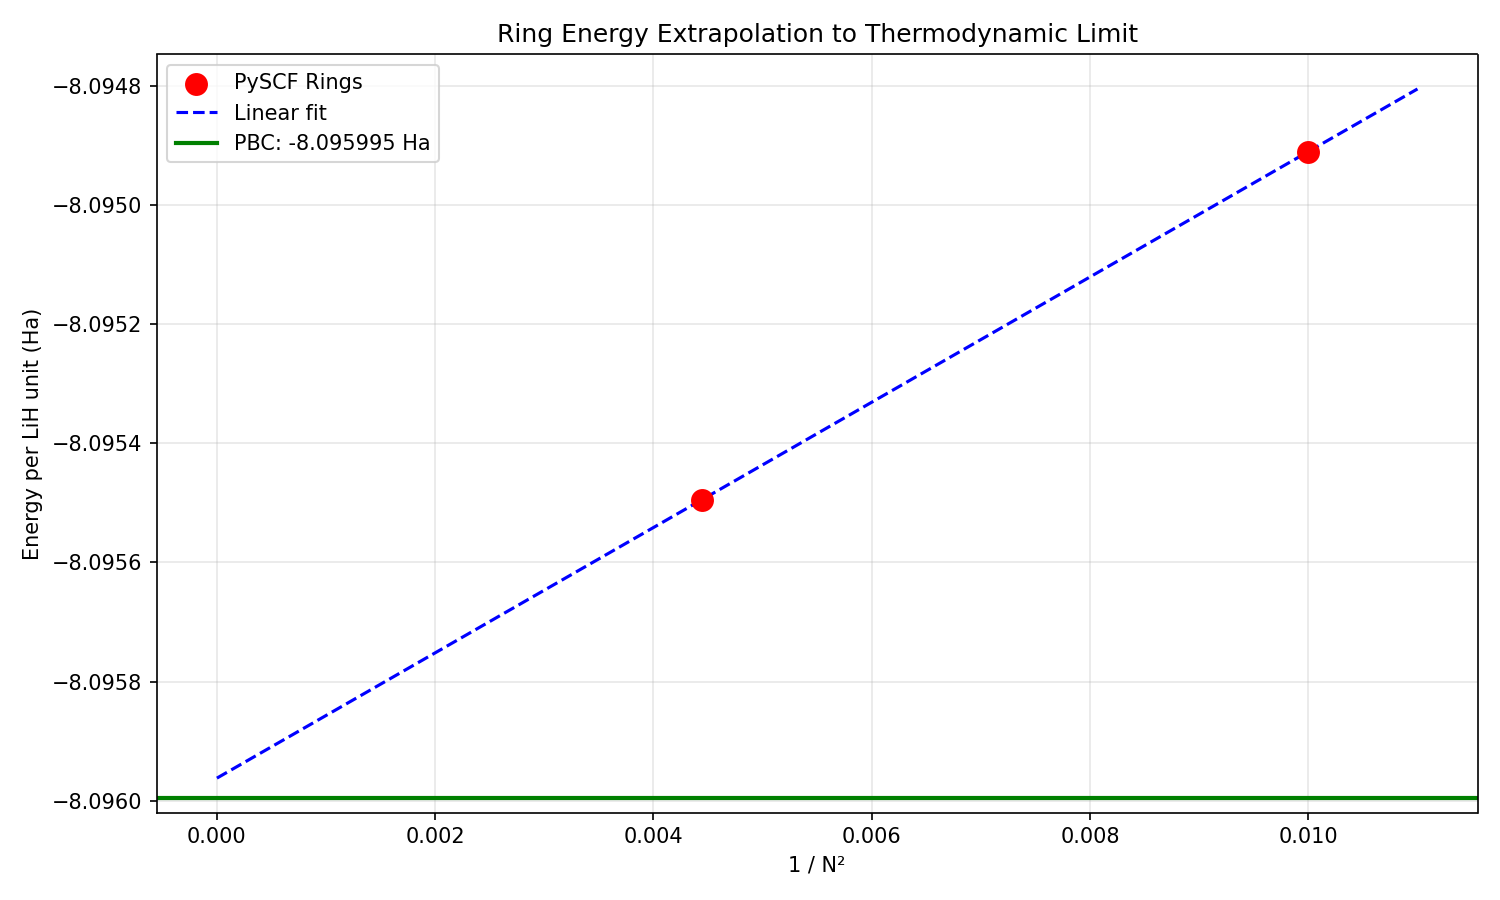 Ring Energy Extrapolation to Thermodynamic Limit
PySCF Rings
Linear fit
PBC: -8.095995 Ha
−8.0948
−8.0950
−8.0952
−8.0954
−8.0956
−8.0958
−8.0960
Energy per LiH unit (Ha)
0.000
0.002
0.004
0.006
0.008
0.010
1 / N²